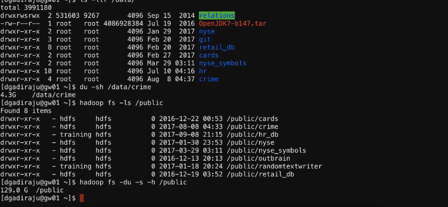 total 3991180
drwxrwsrwx 2 531603 9267 4096 Sep 15 2014 relations
-rw-r--r-- 1 root root 4086928384 Jul 19 2016 OpenJDK7-b147.tar
drwxr-xr-x 2 root root 4096 Jan 29 2017 nyse
drwxr-xr-x 3 root root 4096 Feb 20 2017 git
drwxr-xr-x 8 root root 4096 Feb 20 2017 retail_db
drwxr-xr-x 2 root root 4096 Feb 27 2017 cards
drwxr-xr-x 2 root root 4096 Mar 29 03:11 nyse_symbols
drwxr-xr-x 10 root root 4096 Jul 10 04:16 hr
drwxr-xr-x 4 root root 4096 Aug 8 04:37 crime
[dgadiraju@gw01 ~]$ du -sh /data/crime
4.3G /data/crime
[dgadiraju@gw01 ~]$ hadoop fs -ls /public
Found 8 items
drwxr-xr-x - hdfs hdfs 0 2016-12-22 00:53 /public/cards
drwxr-xr-x - hdfs hdfs 0 2017-08-08 04:33 /public/crime
drwxr-xr-x - training hdfs 0 2017-09-08 21:15 /public/hr_db
drwxr-xr-x - hdfs hdfs 0 2017-01-30 23:53 /public/nyse
drwxr-xr-x - hdfs hdfs 0 2017-03-29 03:11 /public/nyse_symbols
drwxr-xr-x - hdfs hdfs 0 2016-12-13 20:13 /public/outbrain
drwxr-xr-x - training hdfs 0 2017-01-18 20:24 /public/randomtextwriter
drwxr-xr-x - hdfs hdfs 0 2016-12-19 03:52 /public/retail_db
[dgadiraju@gw01 ~]$ hadoop fs -du -s -h /public
129.0 G /public
[dgadiraju@gw01 ~]$